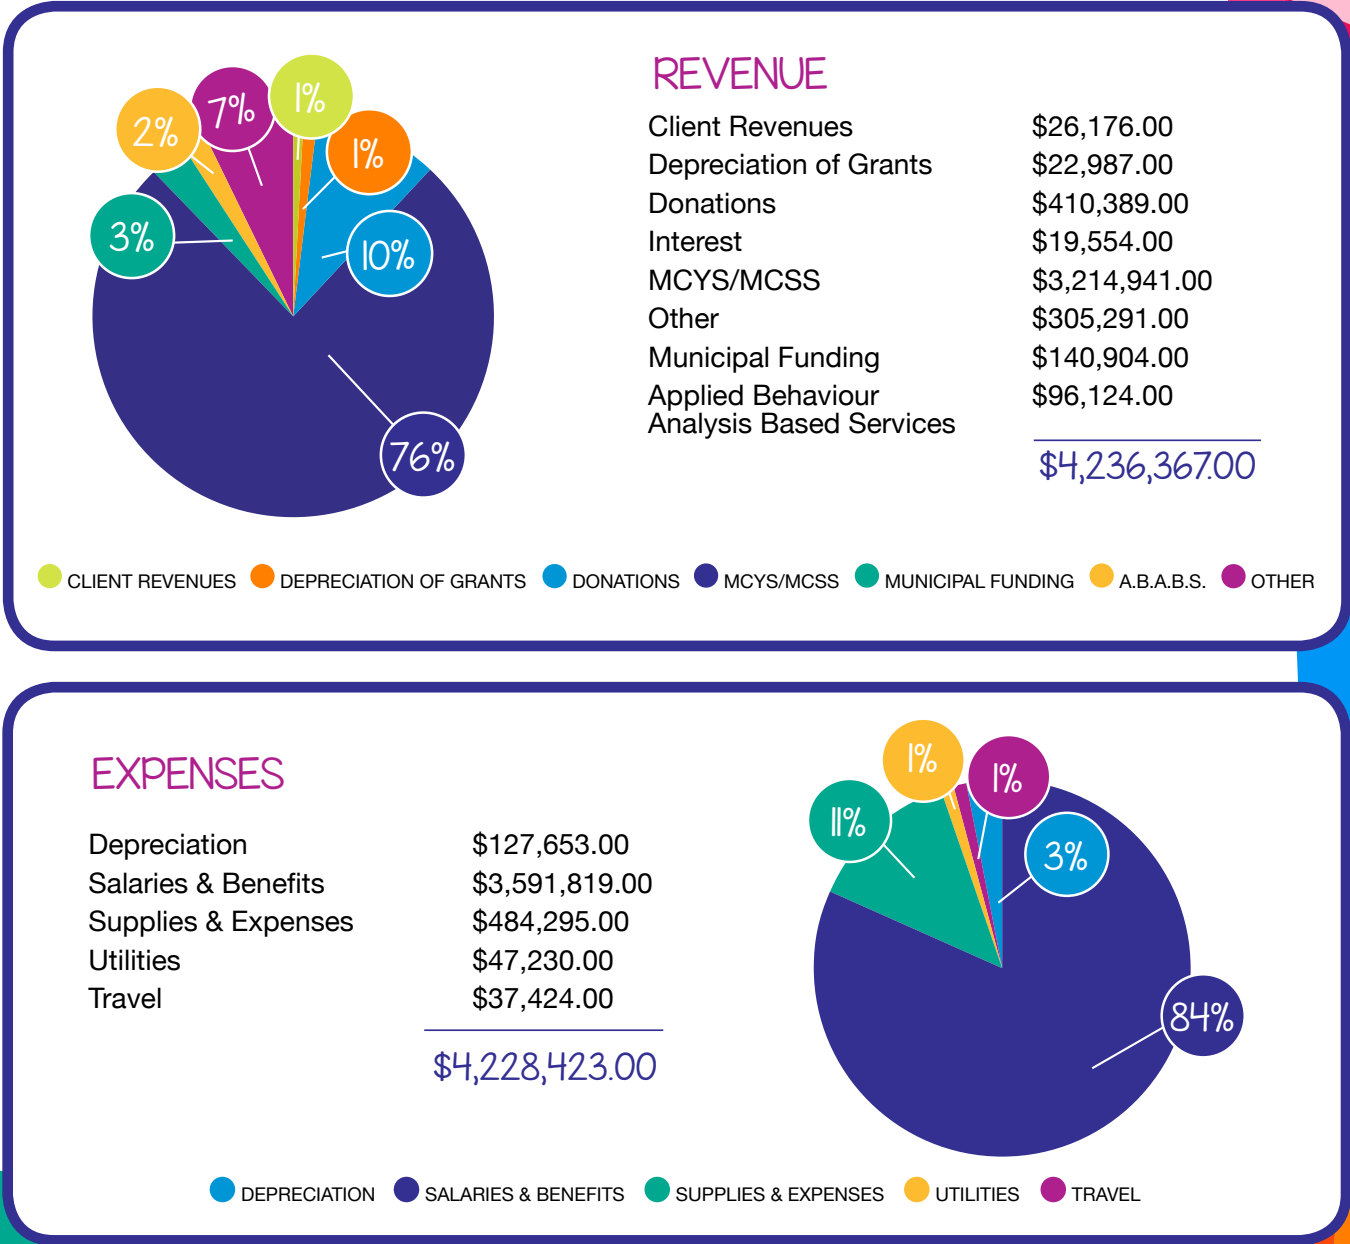 2%
7%
1%
1%
3%
10%
76%
REVENUE
Client Revenues $26,176.00
Depreciation of Grants $22,987.00
Donations $410,389.00
Interest $19,554.00
MCYS/MCSS $3,214,941.00
Other $305,291.00
Municipal Funding $140,904.00
Applied Behaviour $96,124.00
Analysis Based Services
$4,236,367.00
CLIENT REVENUES DEPRECIATION OF GRANTS DONATIONS MCYS/MCSS MUNICIPAL FUNDING A.B.A.B.S. OTHER
EXPENSES
Depreciation $127,653.00
Salaries & Benefits $3,591,819.00
Supplies & Expenses $484,295.00
Utilities $47,230.00
Travel $37,424.00
$4,228,423.00
1%
1%
11%
3%
84%
DEPRECIATION SALARIES & BENEFITS SUPPLIES & EXPENSES UTILITIES TRAVEL